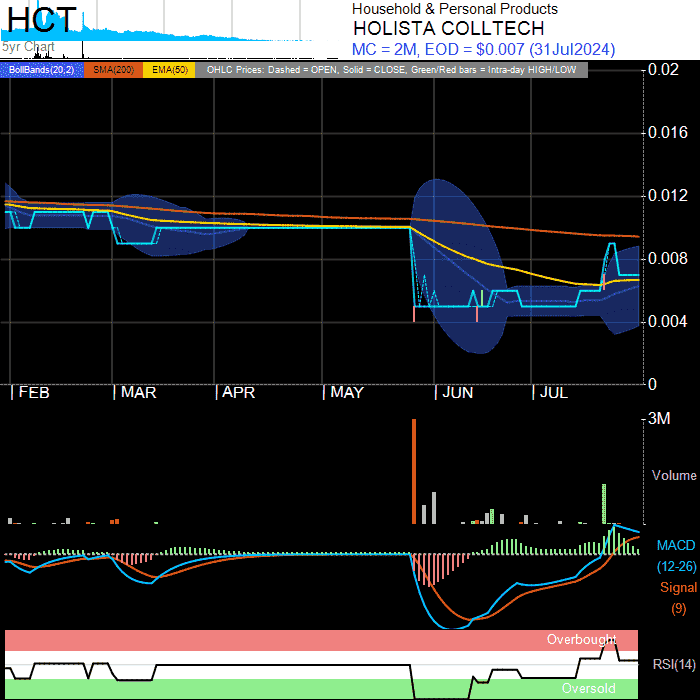 HCT
5yr Chart
Household & Personal Products
HOLISTA COLLTECH
MC = 2M, EOD = $0.007 (31Jul2024)
BollBands(20,2) SMA(200) EMA(50) OHLC Prices: Dashed = OPEN, Solid = CLOSE, Green/Red bars = Intra-day HIGH/LOW
0.02
0.016
0.012
0.008
0.004
0
FEB MAR APR MAY JUN JUL
3M
Volume
MACD
(12-26)
Signal
(9)
Overbought
RSI(14)
Oversold